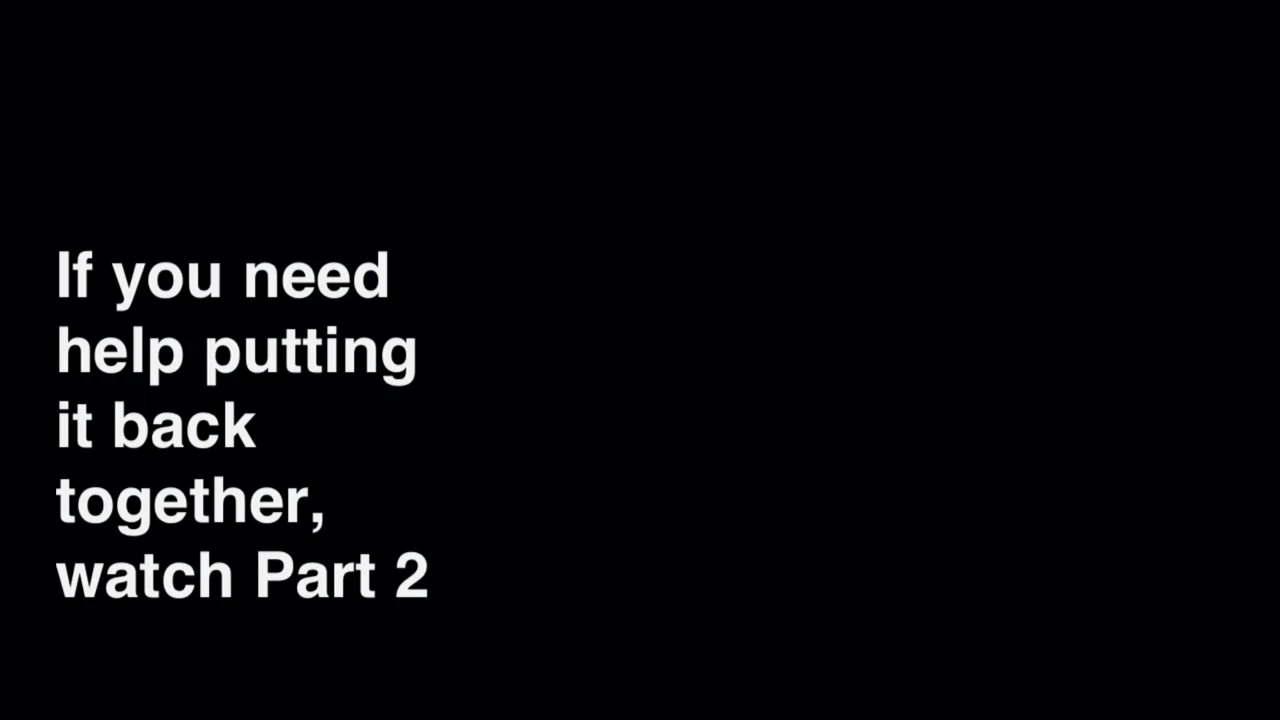 If you need
help putting
it back
together,
watch Part 2